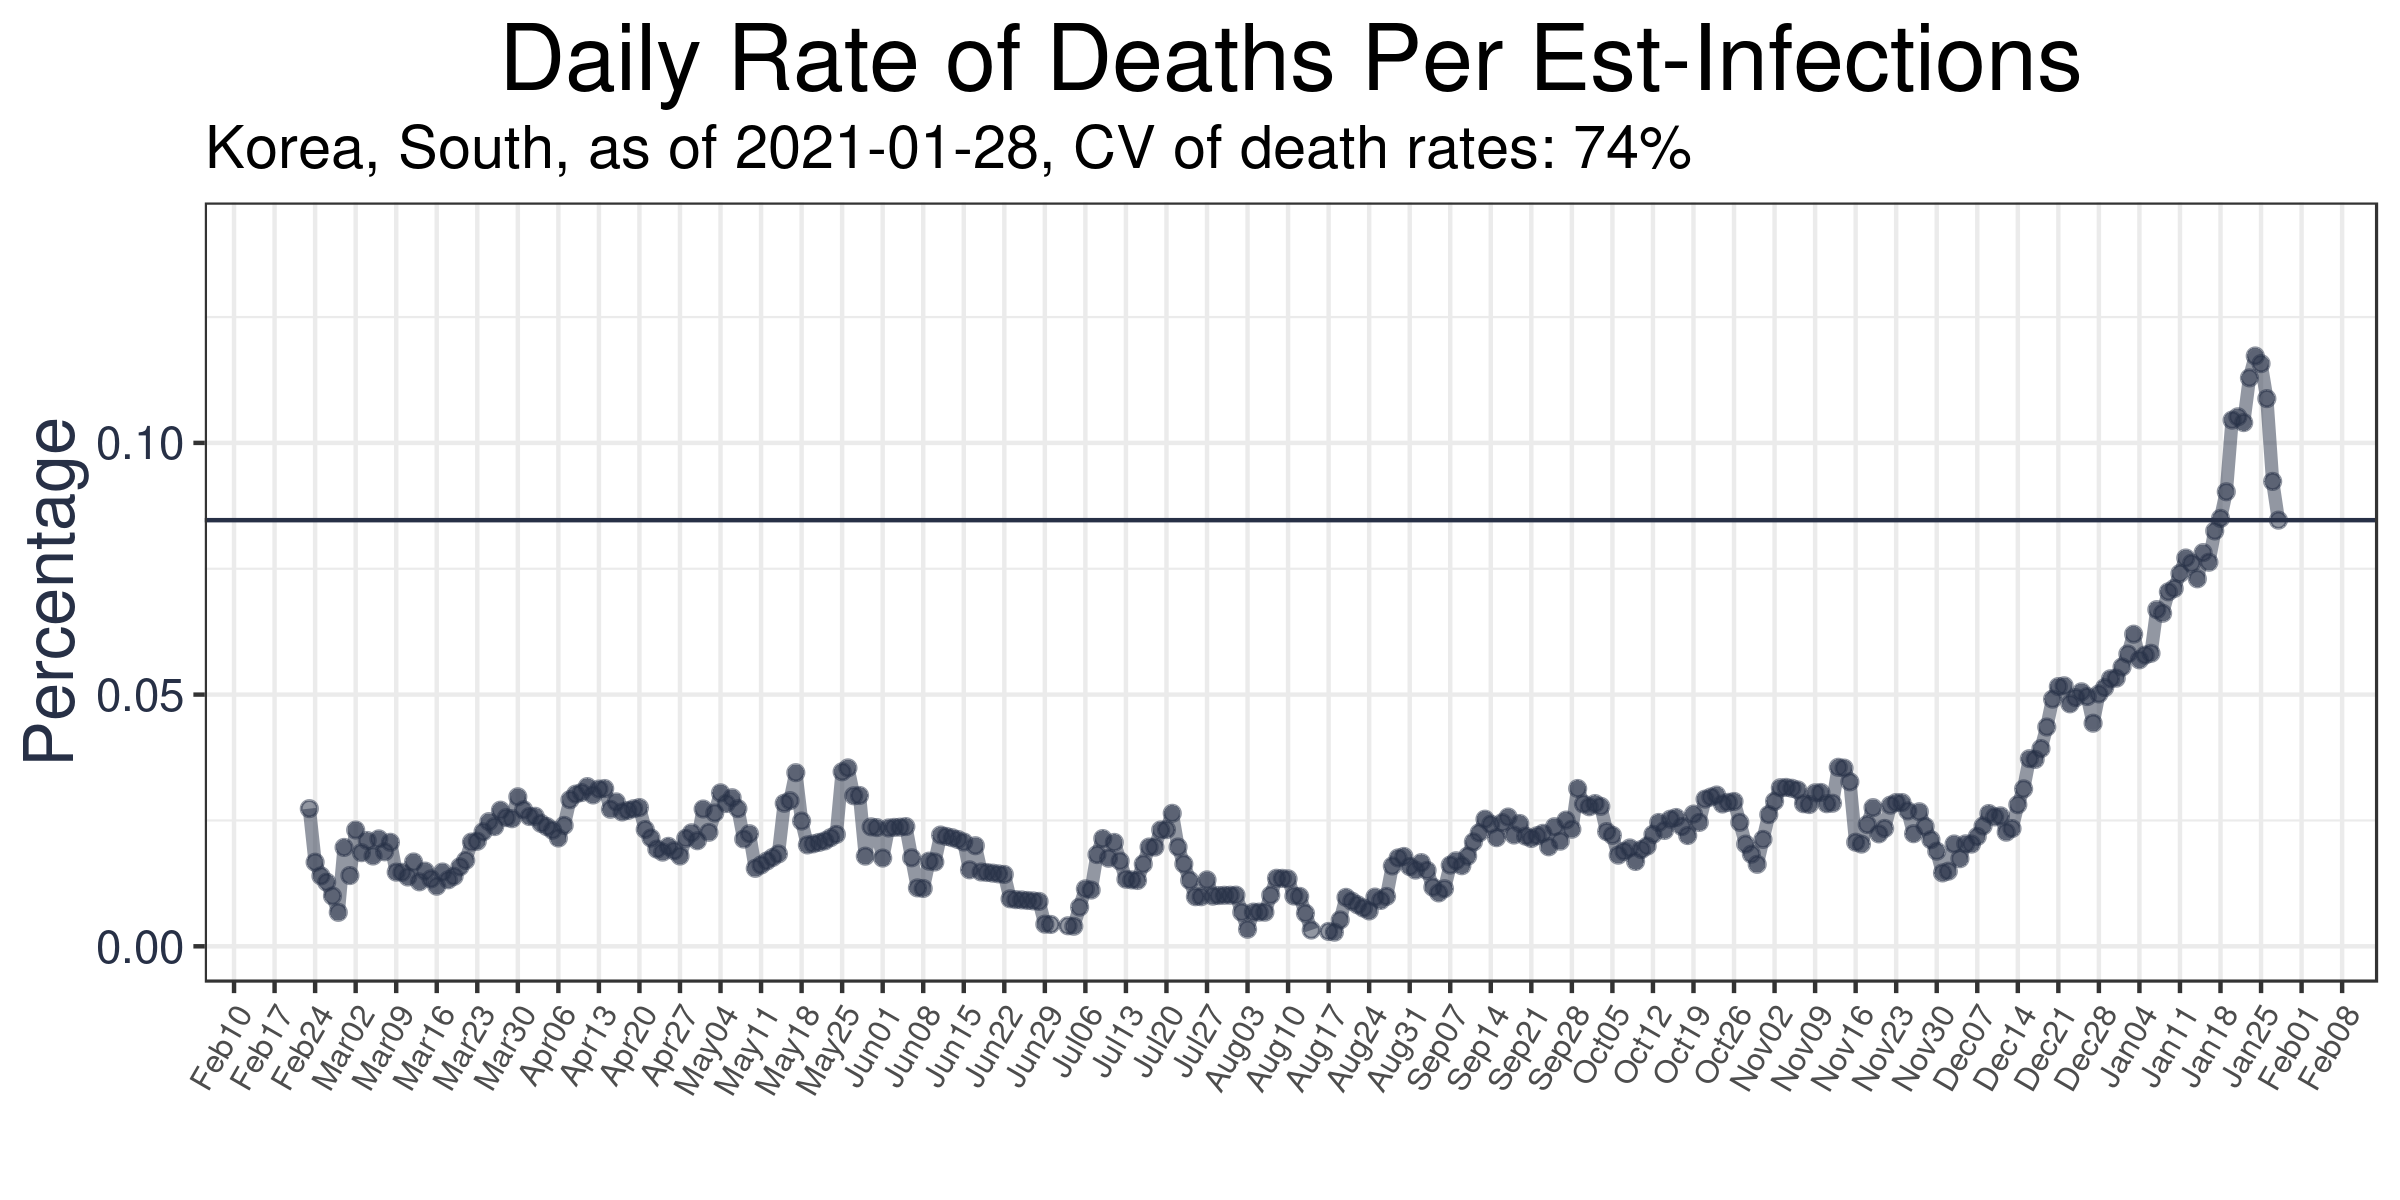 Daily Rate of Deaths Per Est-Infections
Korea, South, as of 2021-01-28, CV of death rates: 74%
Percentage
0.10
0.05
0.00
Feb10
Feb17
Feb24
Mar02
Mar09
Mar16
Mar23
Mar30
Apr06
Apr13
Apr20
Apr27
May04
May11
May18
May25
Jun01
Jun08
Jun15
Jun22
Jun29
Jul06
Jul13
Jul20
Jul27
Aug03
Aug10
Aug17
Aug24
Aug31
Sep07
Sep14
Sep21
Sep28
Oct05
Oct12
Oct19
Oct26
Nov02
Nov09
Nov16
Nov23
Nov30
Dec07
Dec14
Dec21
Dec28
Jan04
Jan11
Jan18
Jan25
Feb01
Feb08